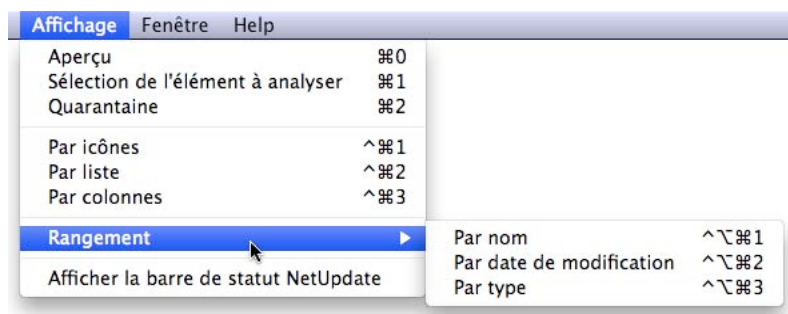 Affichage Fenêtre Help
Aperçu ⌘0
Sélection de l'élément à analyser ⌘1
Quarantaine ⌘2
Par icônes ^⌘1
Par liste ^⌘2
Par colonnes ^⌘3
Rangement ▶
Par nom ^⌥⌘1
Par date de modification ^⌥⌘2
Par type ^⌥⌘3
Afficher la barre de statut NetUpdate